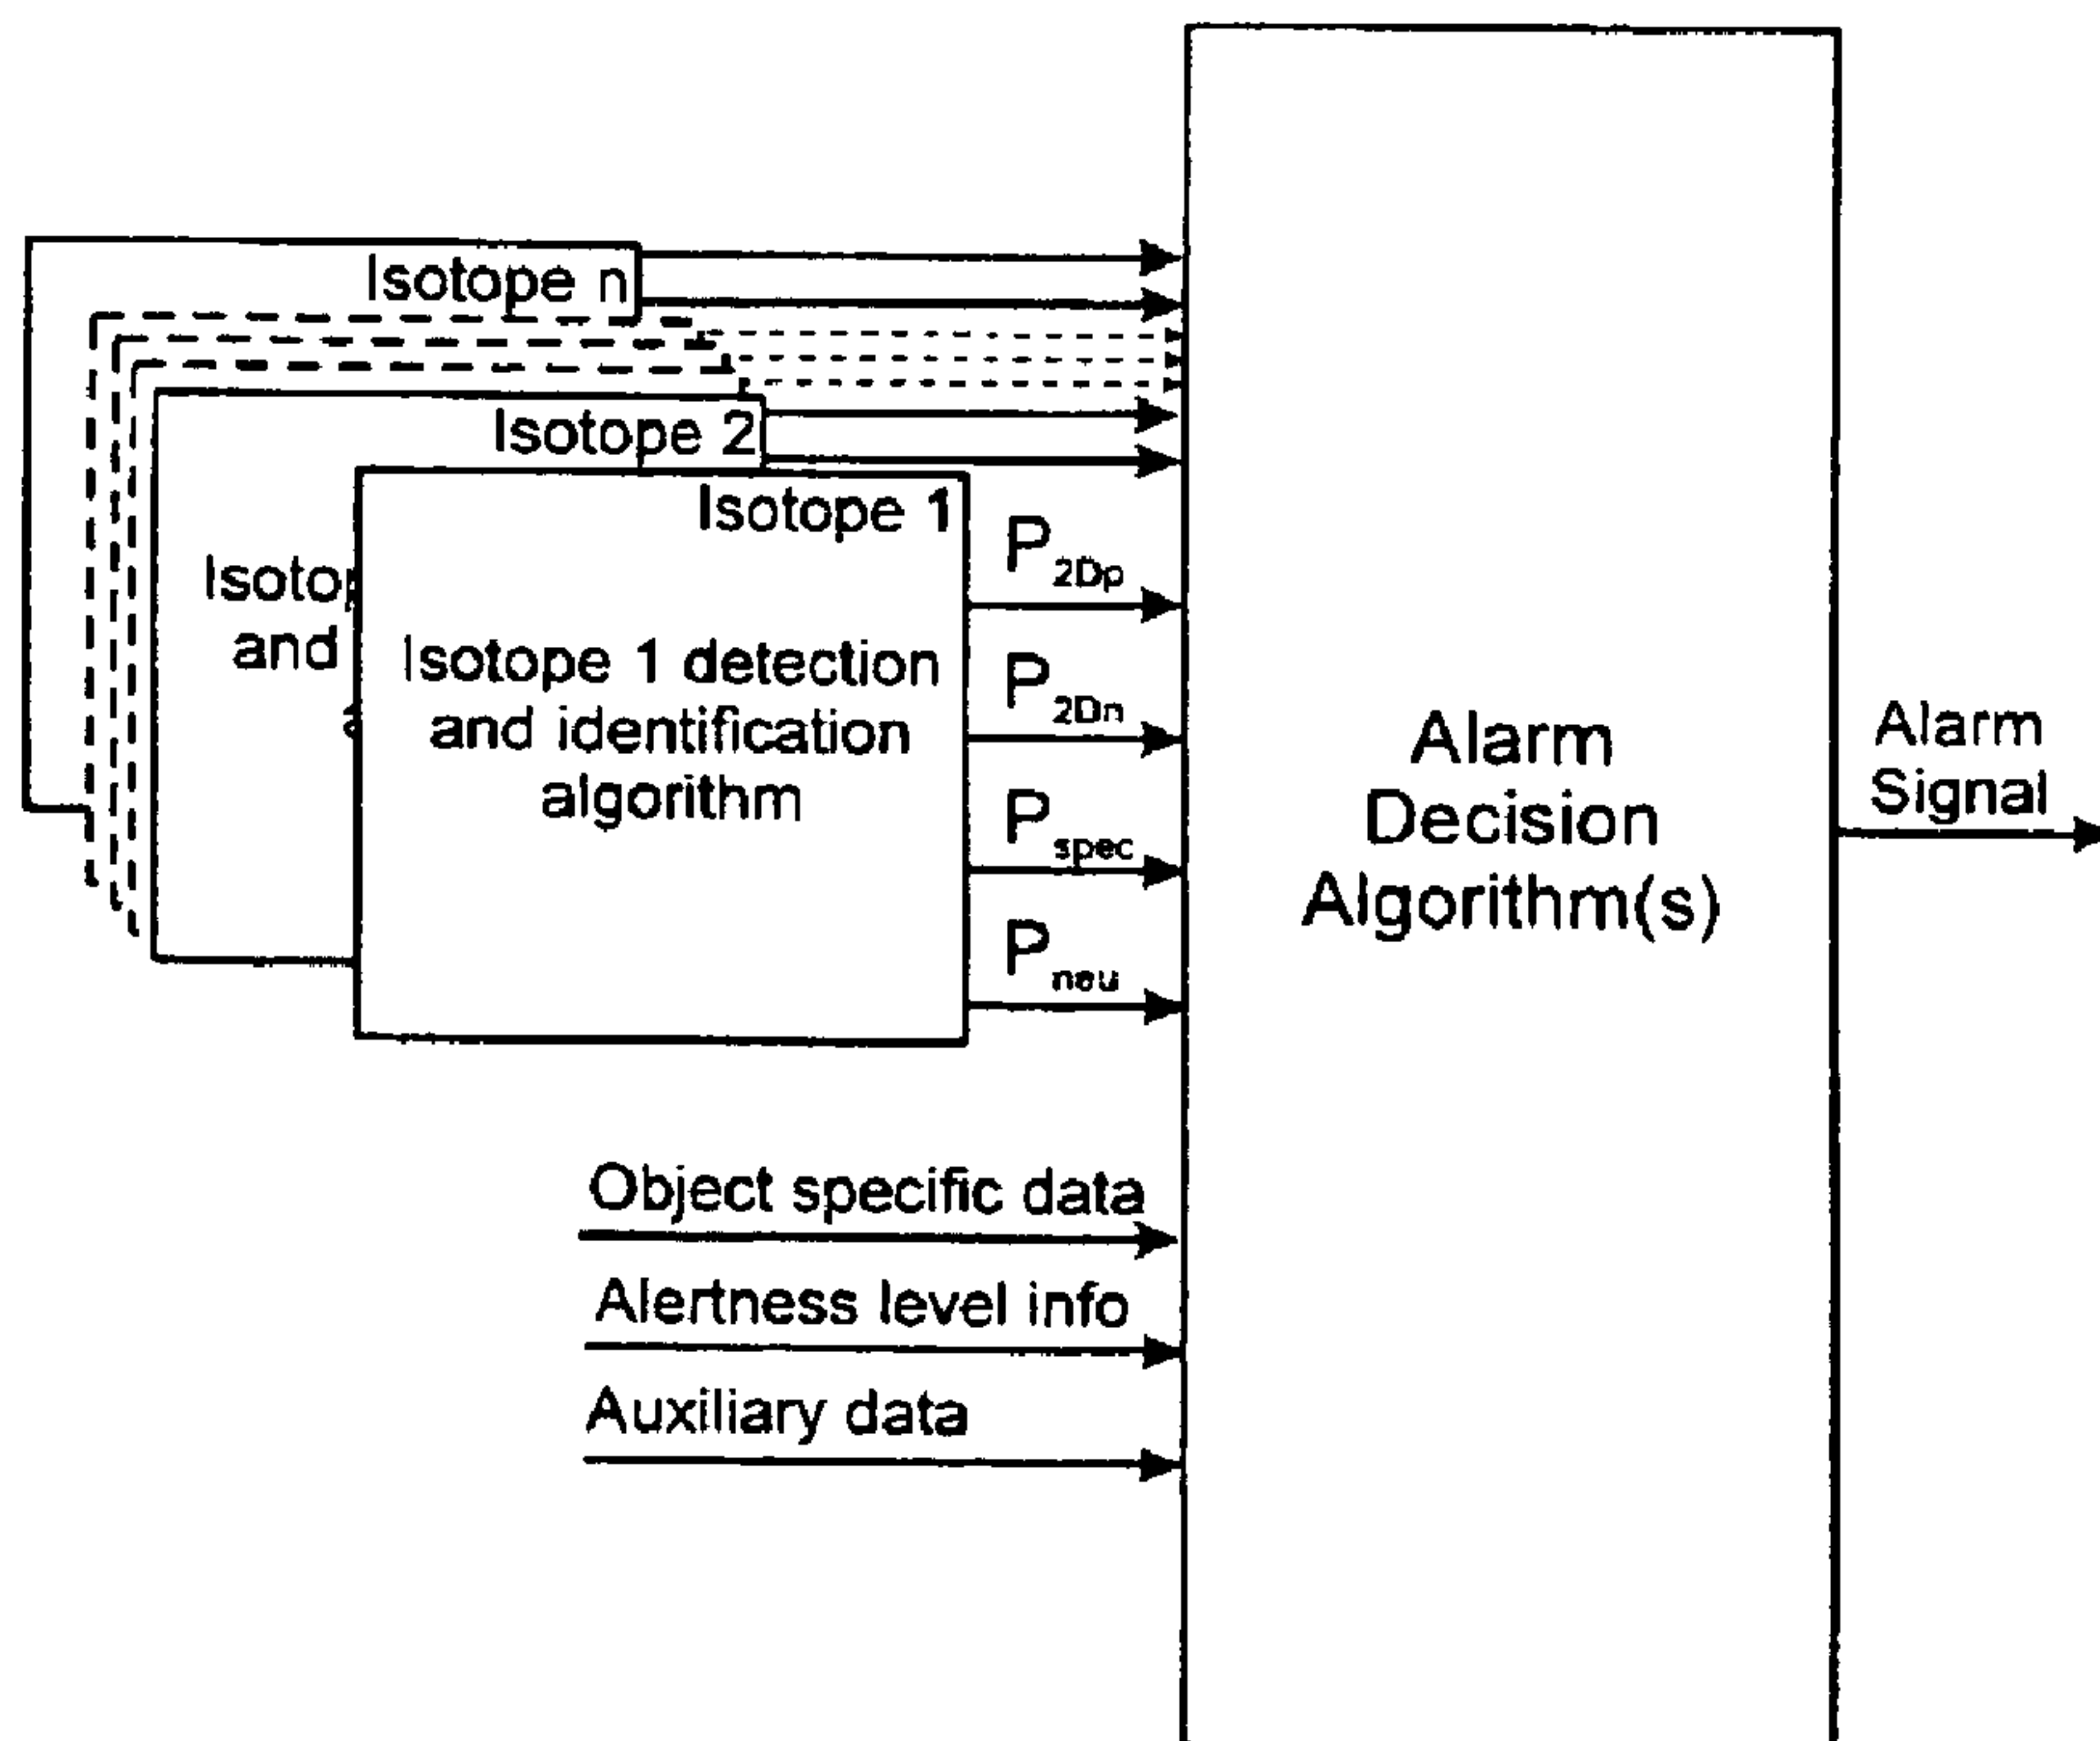 Isotope n
Isotope 2
Isotope 1
and
Isotope 1 detection
and identification
algorithm
P2Dp
P2Dn
Pspec
Pneu
Object specific data
Alertness level info
Auxiliary data
Alarm
Decision
Algorithm(s)
Alarm
Signal